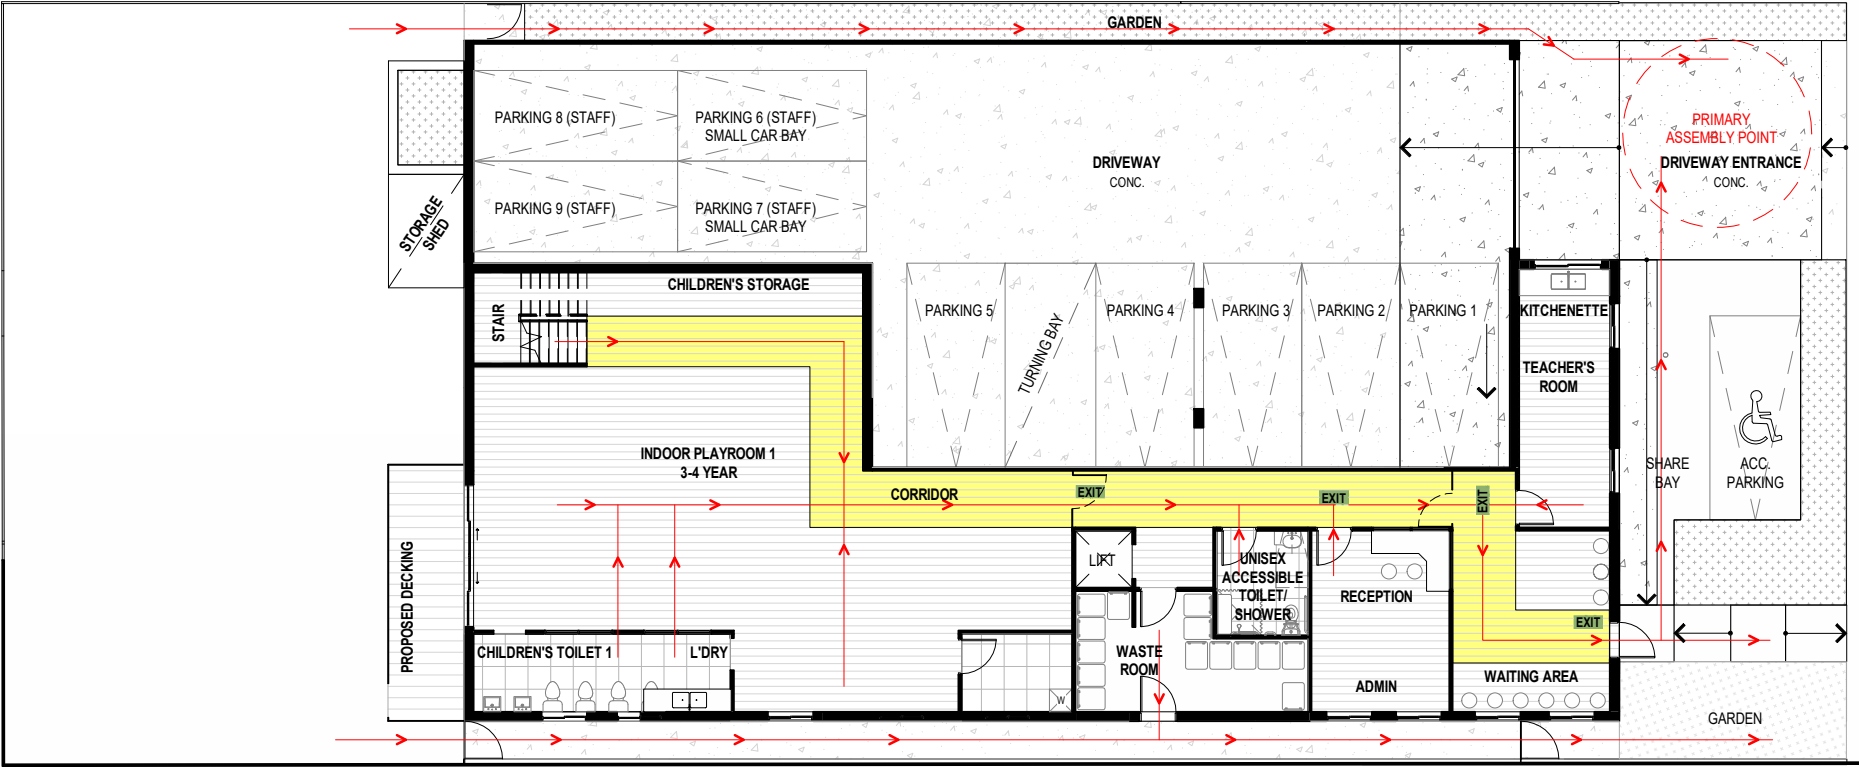 GARDEN
PARKING 8 (STAFF)
PARKING 6 (STAFF)
SMALL CAR BAY
PRIMARY
ASSEMBLY POINT
DRIVEWAY
CONC.
DRIVEWAY ENTRANCE
CONC.
PARKING 9 (STAFF)
PARKING 7 (STAFF)
SMALL CAR BAY
STORAGE
SHED
CHILDREN'S STORAGE
STAIR
PARKING 5
TURNING BAY
PARKING 4
PARKING 3
PARKING 2
PARKING 1
KITCHENETTE
TEACHER'S
ROOM
INDOOR PLAYROOM 1
3-4 YEAR
SHARE
BAY
ACC.
PARKING
CORRIDOR
EXIT
EXIT
EXIT
PROPOSED DECKING
LIFT
UNISEX
ACCESSIBLE
TOILET/
SHOWER
RECEPTION
EXIT
CHILDREN'S TOILET 1
L'DRY
WASTE
ROOM
WAITING AREA
ADMIN
W
GARDEN